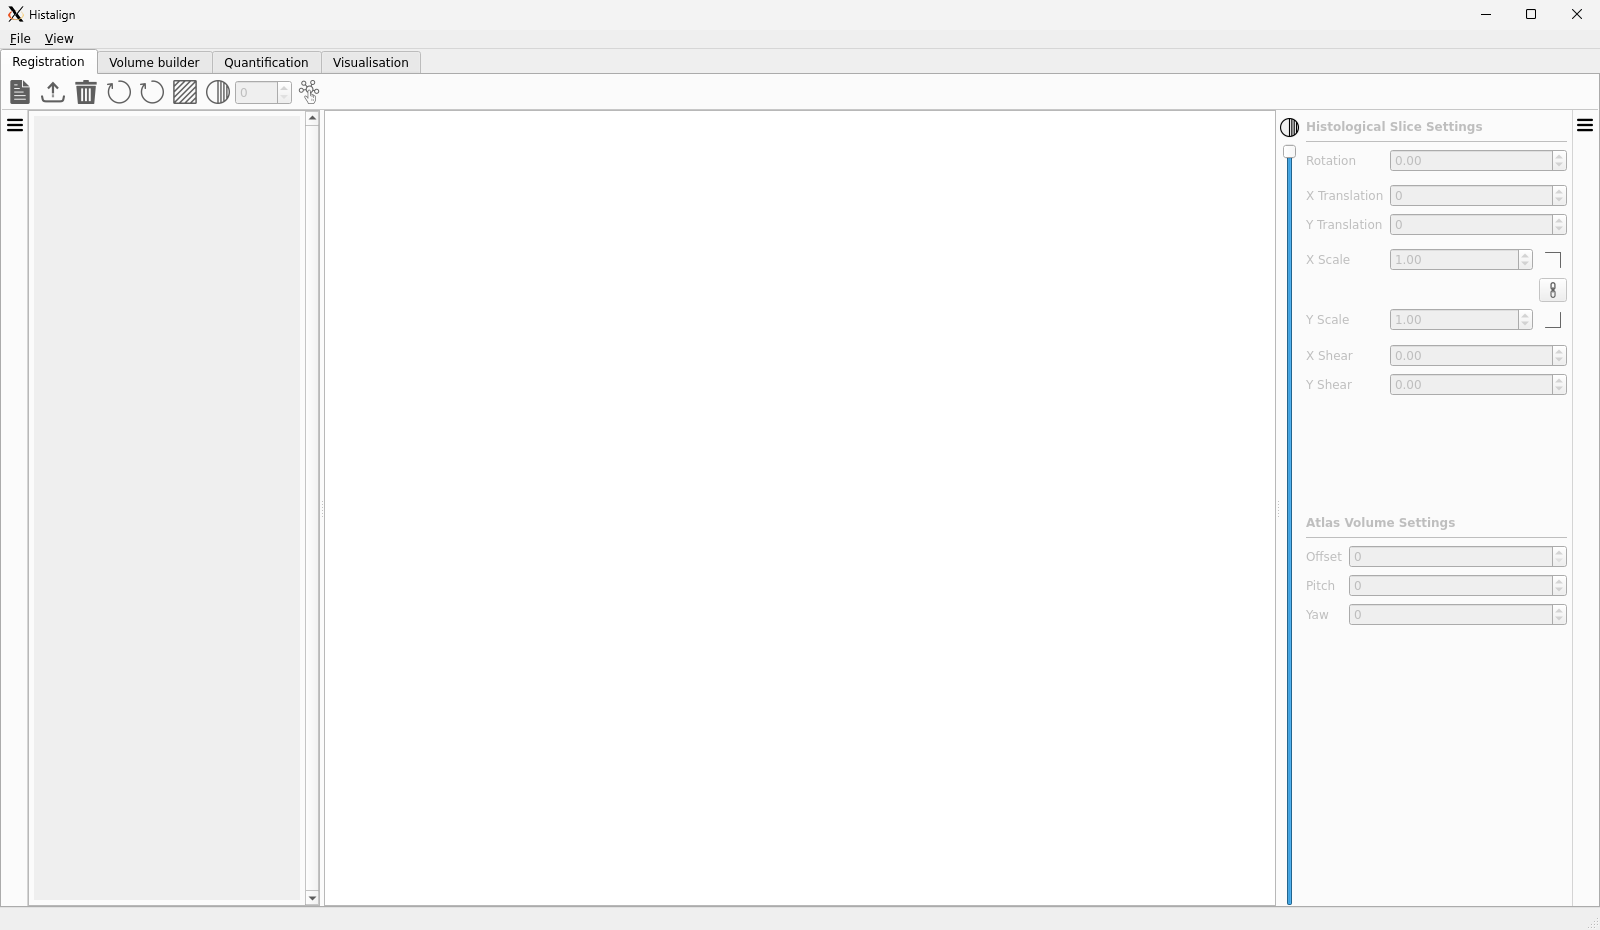 Histalign
File View
Registration Volume builder Quantification Visualisation
0
Histological Slice Settings
Rotation 0.00
X Translation 0
Y Translation 0
X Scale 1.00
Y Scale 1.00
X Shear 0.00
Y Shear 0.00
Atlas Volume Settings
Offset 0
Pitch 0
Yaw 0